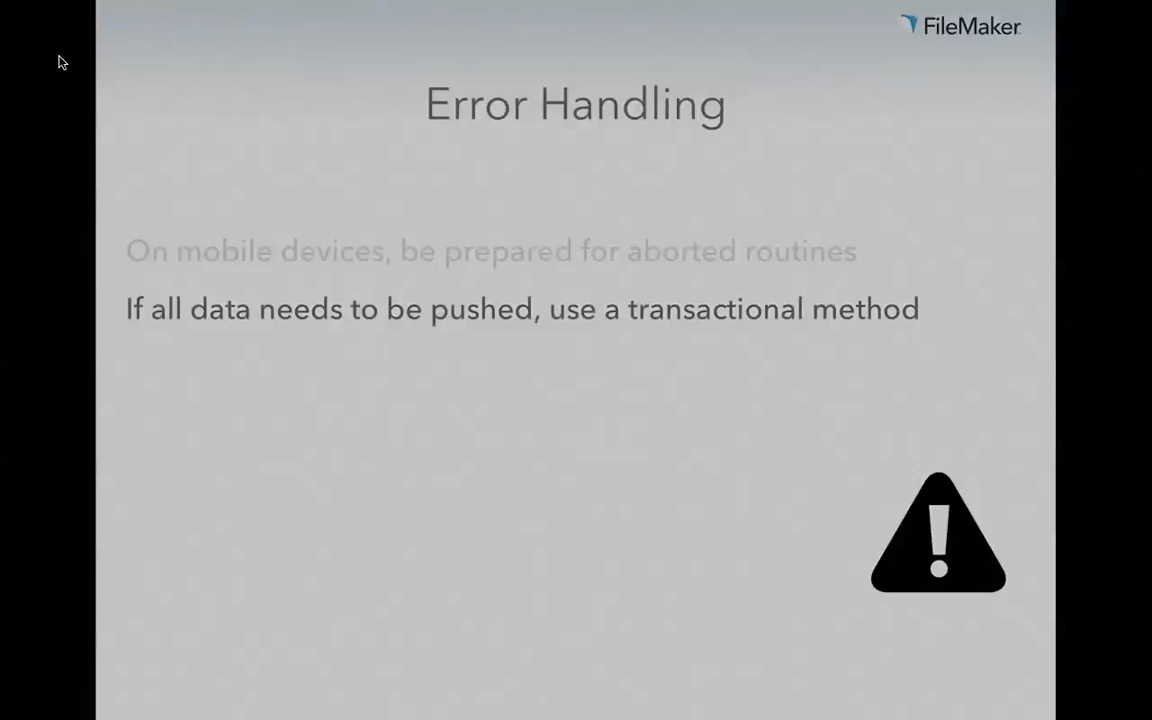 FileMaker
Error Handling
On mobile devices, be prepared for aborted routines
If all data needs to be pushed, use a transactional method